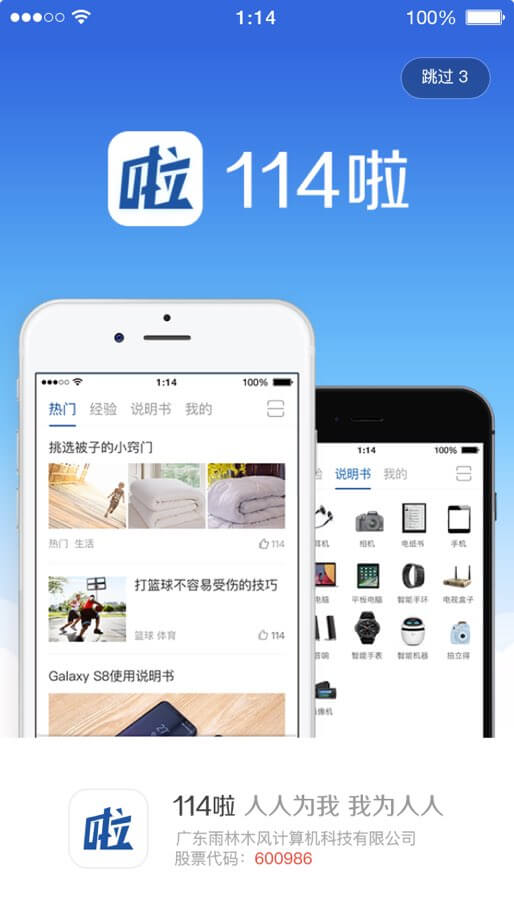 1:14
100%
跳过 3
啦
114啦
1:14
100%
热门 经验 说明书 我的
挑选被子的小窍门
热门 生活
114
打篮球不容易受伤的技巧
篮球 体育
114
Galaxy S8使用说明书
1:14
100%
验 说明书 我的
耳机 相机 电纸书 手机
电脑 平板电脑 智能手环 电视盒子
音响 智能手表 智能机器 拍立得
像机
啦
114啦 人人为我 我为人人
广东雨林木风计算机科技有限公司
股票代码：600986